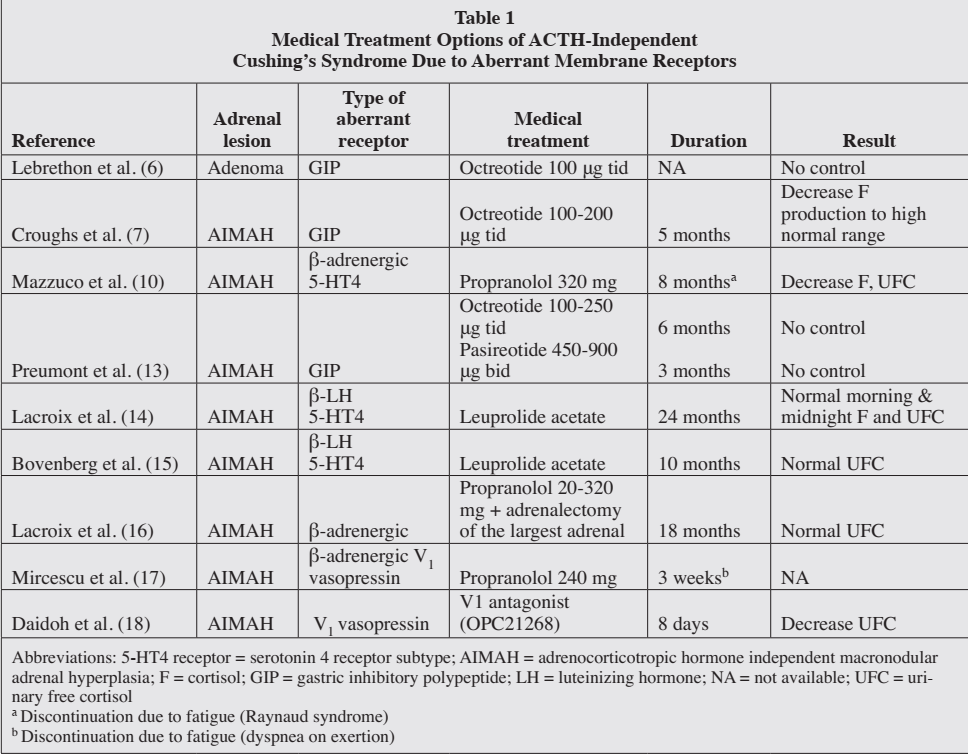 Table 1
Medical Treatment Options of ACTH-Independent
Cushing's Syndrome Due to Aberrant Membrane Receptors
Reference
Adrenal
lesion
Type of
aberrant
receptor
Medical
treatment
Duration
Result
Lebrethon et al. (6)
Adenoma
GIP
Octreotide 100 µg tid
NA
No control
Croughs et al. (7)
AIMAH
GIP
Octreotide 100-200
µg tid
5 months
Decrease F
production to high
normal range
Mazzuco et al. (10)
AIMAH
β-adrenergic
5-HT4
Propranolol 320 mg
8 monthsᵃ
Decrease F, UFC
Preumont et al. (13)
AIMAH
GIP
Octreotide 100-250
µg tid
Pasireotide 450-900
µg bid
6 months
3 months
No control
No control
Lacroix et al. (14)
AIMAH
β-LH
5-HT4
Leuprolide acetate
24 months
Normal morning &
midnight F and UFC
Bovenberg et al. (15)
AIMAH
β-LH
5-HT4
Leuprolide acetate
10 months
Normal UFC
Lacroix et al. (16)
AIMAH
β-adrenergic
Propranolol 20-320
mg + adrenalectomy
of the largest adrenal
18 months
Normal UFC
Mircescu et al. (17)
AIMAH
β-adrenergic V₁
vasopressin
Propranolol 240 mg
3 weeksᵇ
NA
Daidoh et al. (18)
AIMAH
V₁ vasopressin
V1 antagonist
(OPC21268)
8 days
Decrease UFC
Abbreviations: 5-HT4 receptor = serotonin 4 receptor subtype; AIMAH = adrenocorticotropic hormone independent macronodular
adrenal hyperplasia; F = cortisol; GIP = gastric inhibitory polypeptide; LH = luteinizing hormone; NA = not available; UFC = uri-
nary free cortisol
ᵃ Discontinuation due to fatigue (Raynaud syndrome)
ᵇ Discontinuation due to fatigue (dyspnea on exertion)